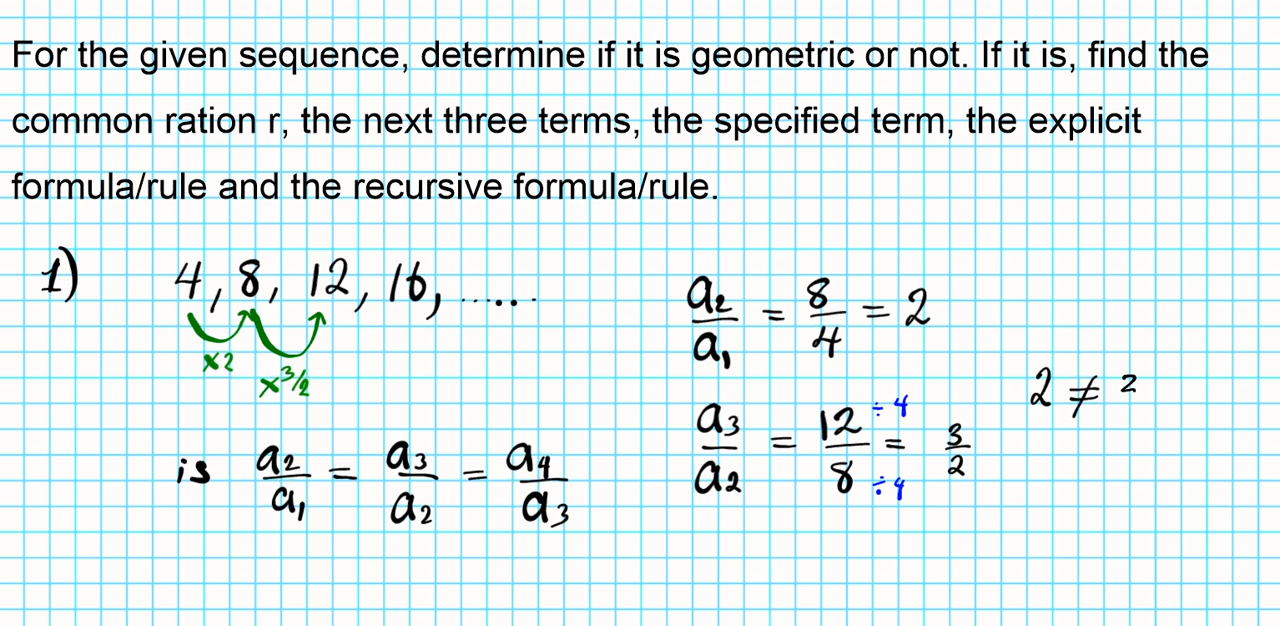 For the given sequence, determine if it is geometric or not. If it is, find the
common ration r, the next three terms, the specified term, the explicit
formula/rule and the recursive formula/rule.
1) 4, 8, 12, 16, ......
×2 ×3/2
is a₂/a₁ = a₃/a₂ = a₄/a₃
a₂/a₁ = 8/4 = 2
a₃/a₂ = 12 ÷ 4 / 8 ÷ 4 = 3/2
2 ≠ 2